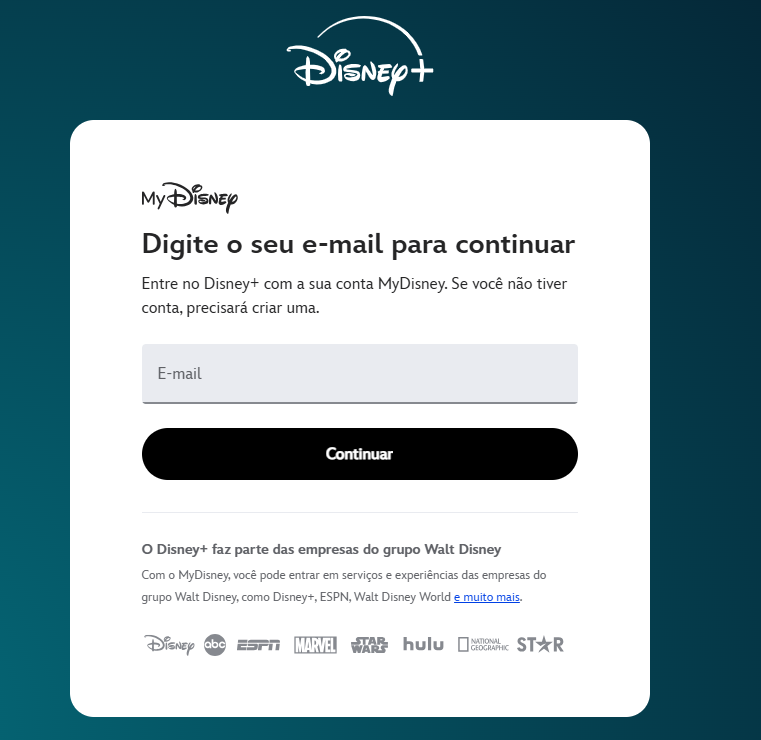 Disney+
My Disney
Digite o seu e-mail para continuar
Entre no Disney+ com a sua conta MyDisney. Se você não tiver
conta, precisará criar uma.
E-mail
Continuar
O Disney+ faz parte das empresas do grupo Walt Disney
Com o MyDisney, você pode entrar em serviços e experiências das empresas do
grupo Walt Disney, como Disney+, ESPN, Walt Disney World e muito mais.
Disney abc ESPN MARVEL STAR WARS hulu NATIONAL GEOGRAPHIC STAR